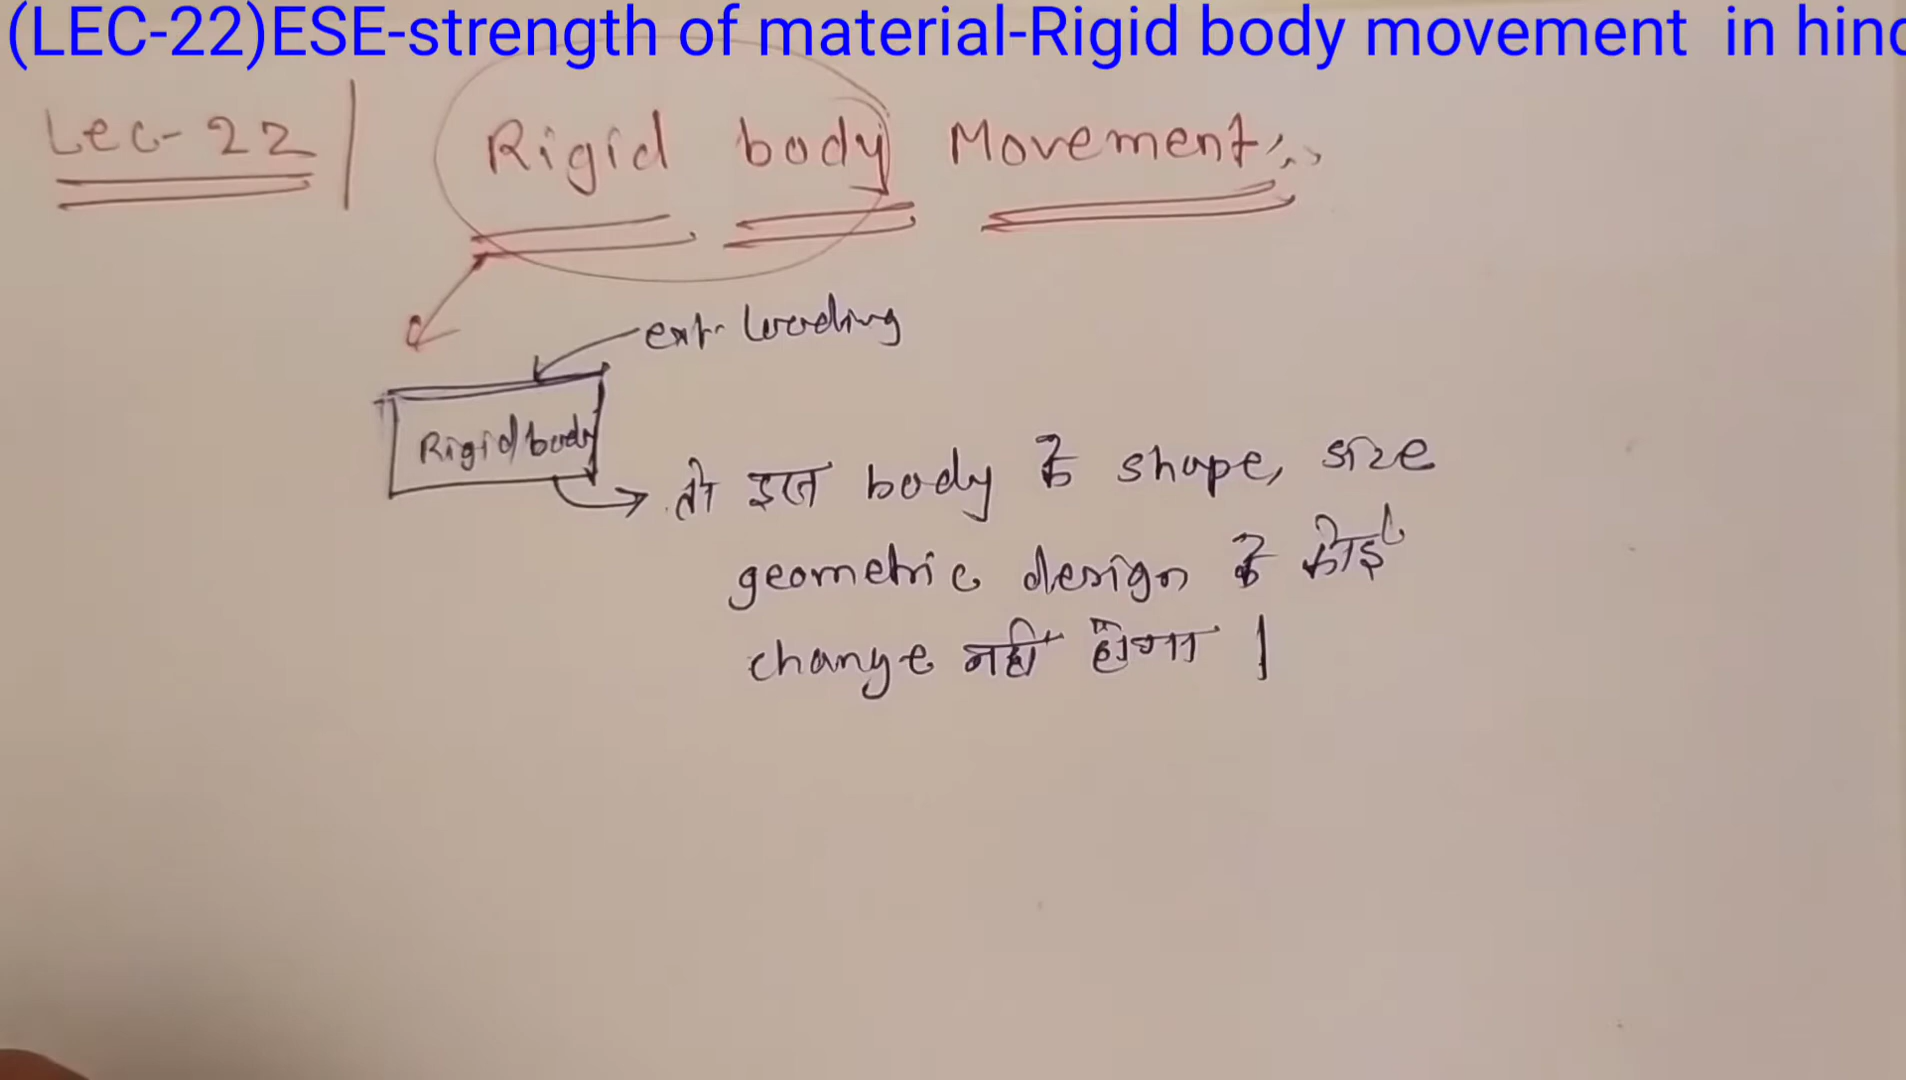 (LEC-22)ESE-strength of material-Rigid body movement in hind
Lec-22 | Rigid body Movement
ext. loading
Rigid body
तो इस body के shape, size
geometric design के कोई
change नही होगा |